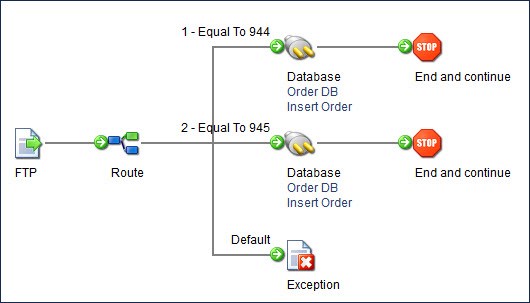 1 - Equal To 944
STOP
Database
Order DB
Insert Order
End and continue
2 - Equal To 945
STOP
FTP
Route
Database
Order DB
Insert Order
End and continue
Default
Exception